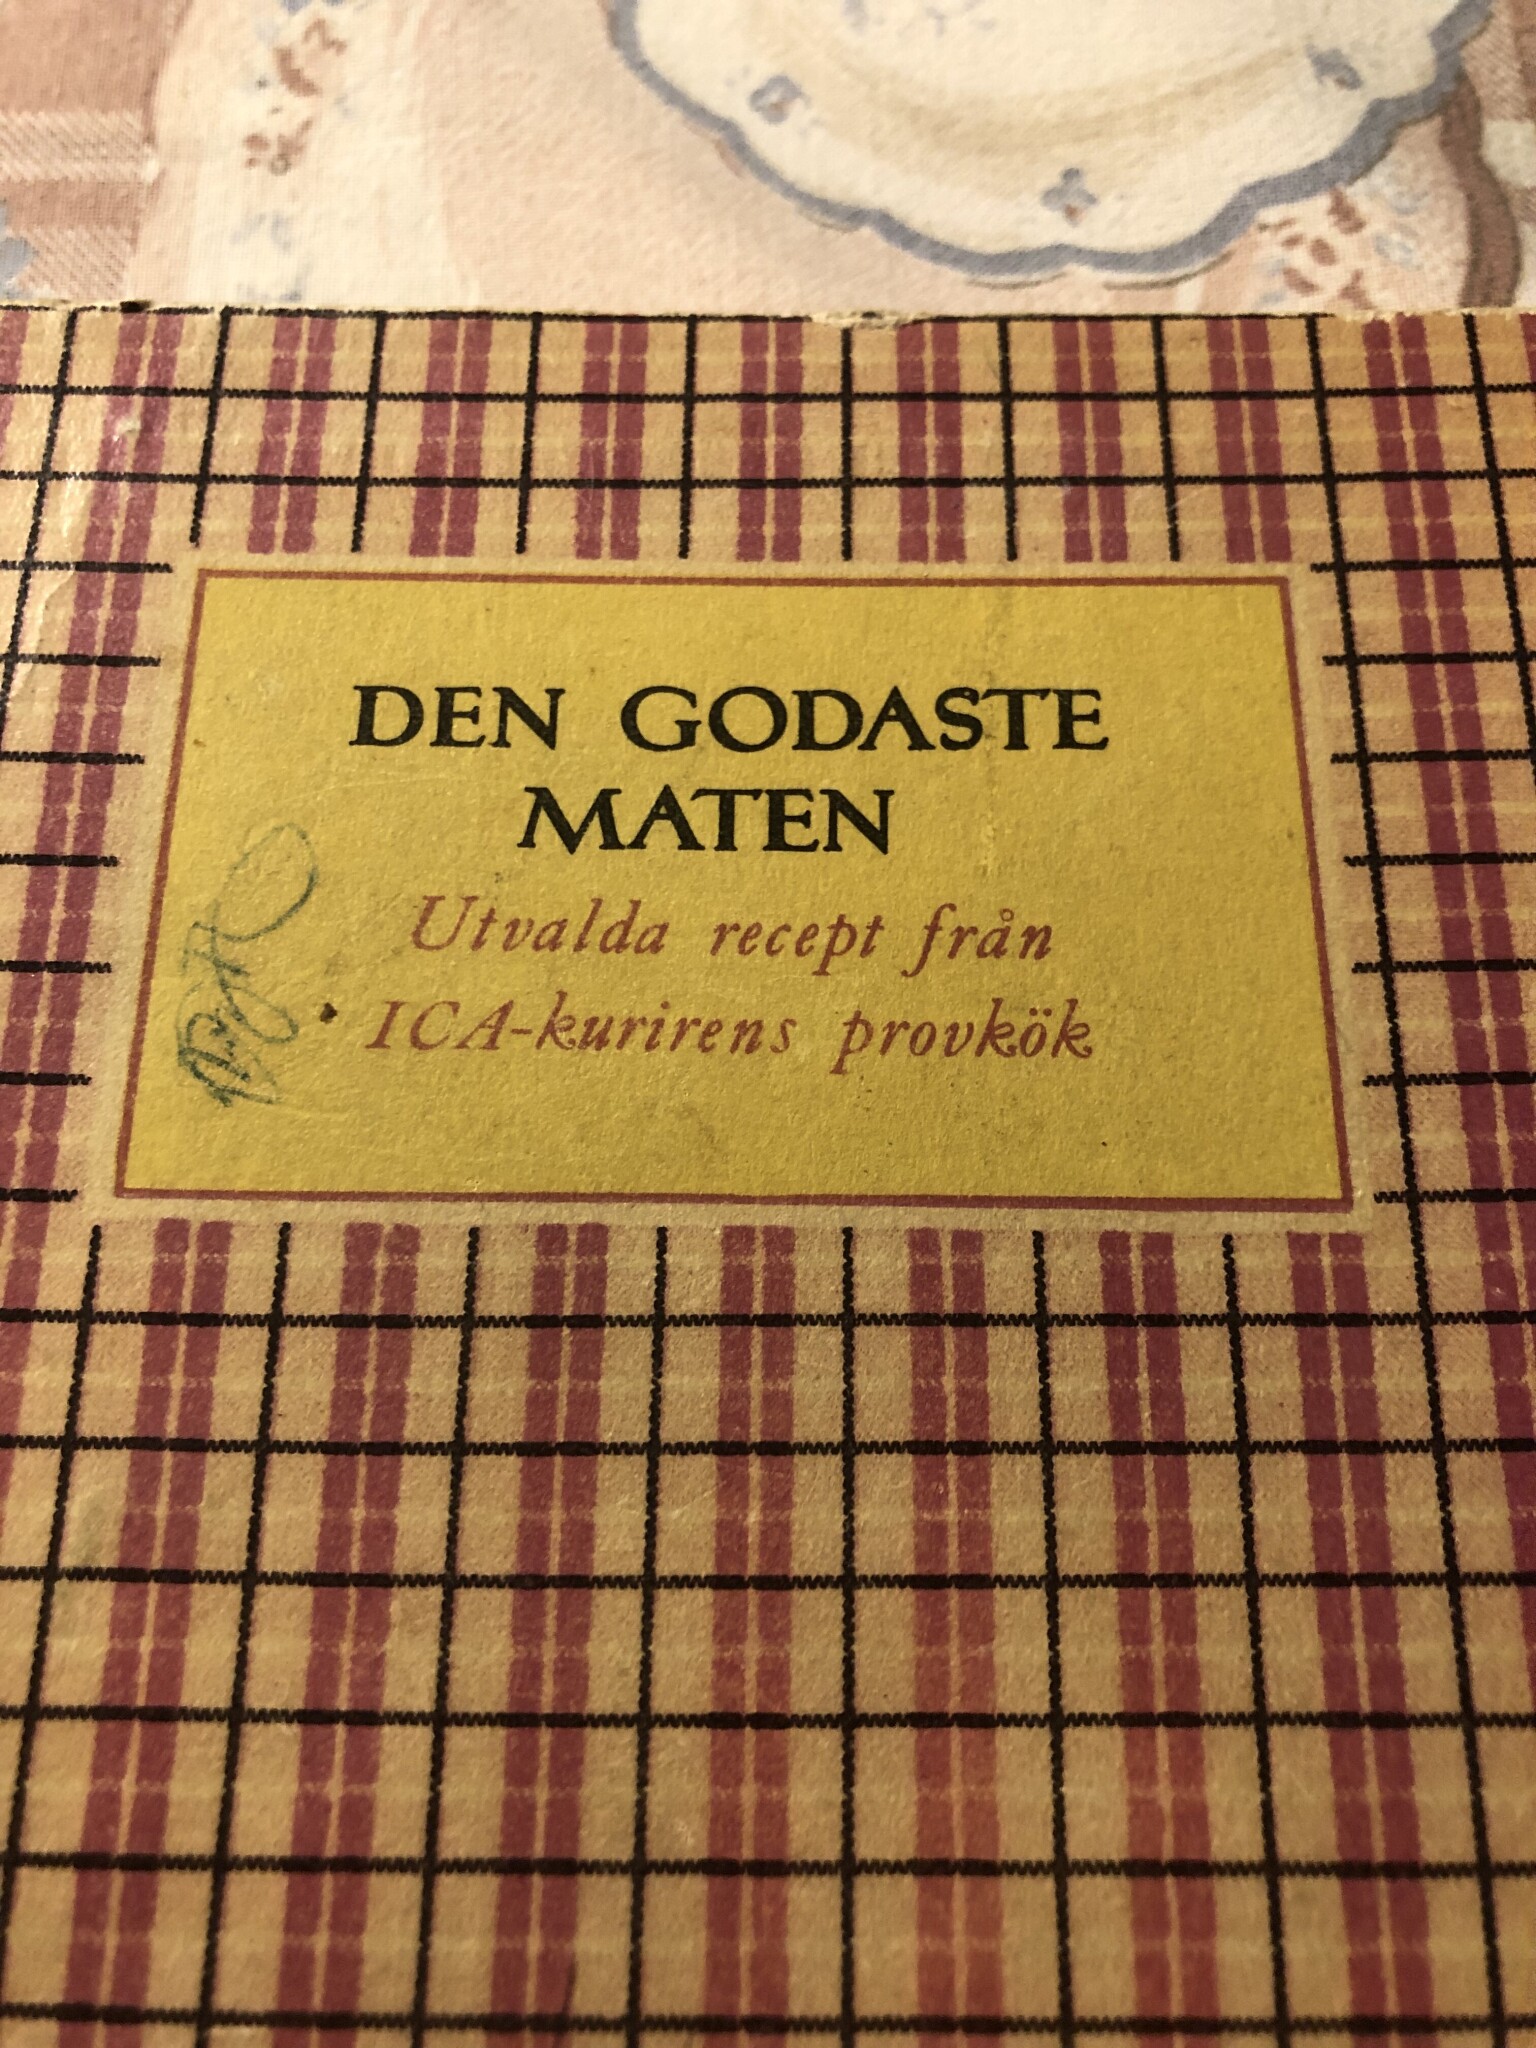 DEN GODASTE
MATEN
Utvalda recept från
ICA-kurirens provkök